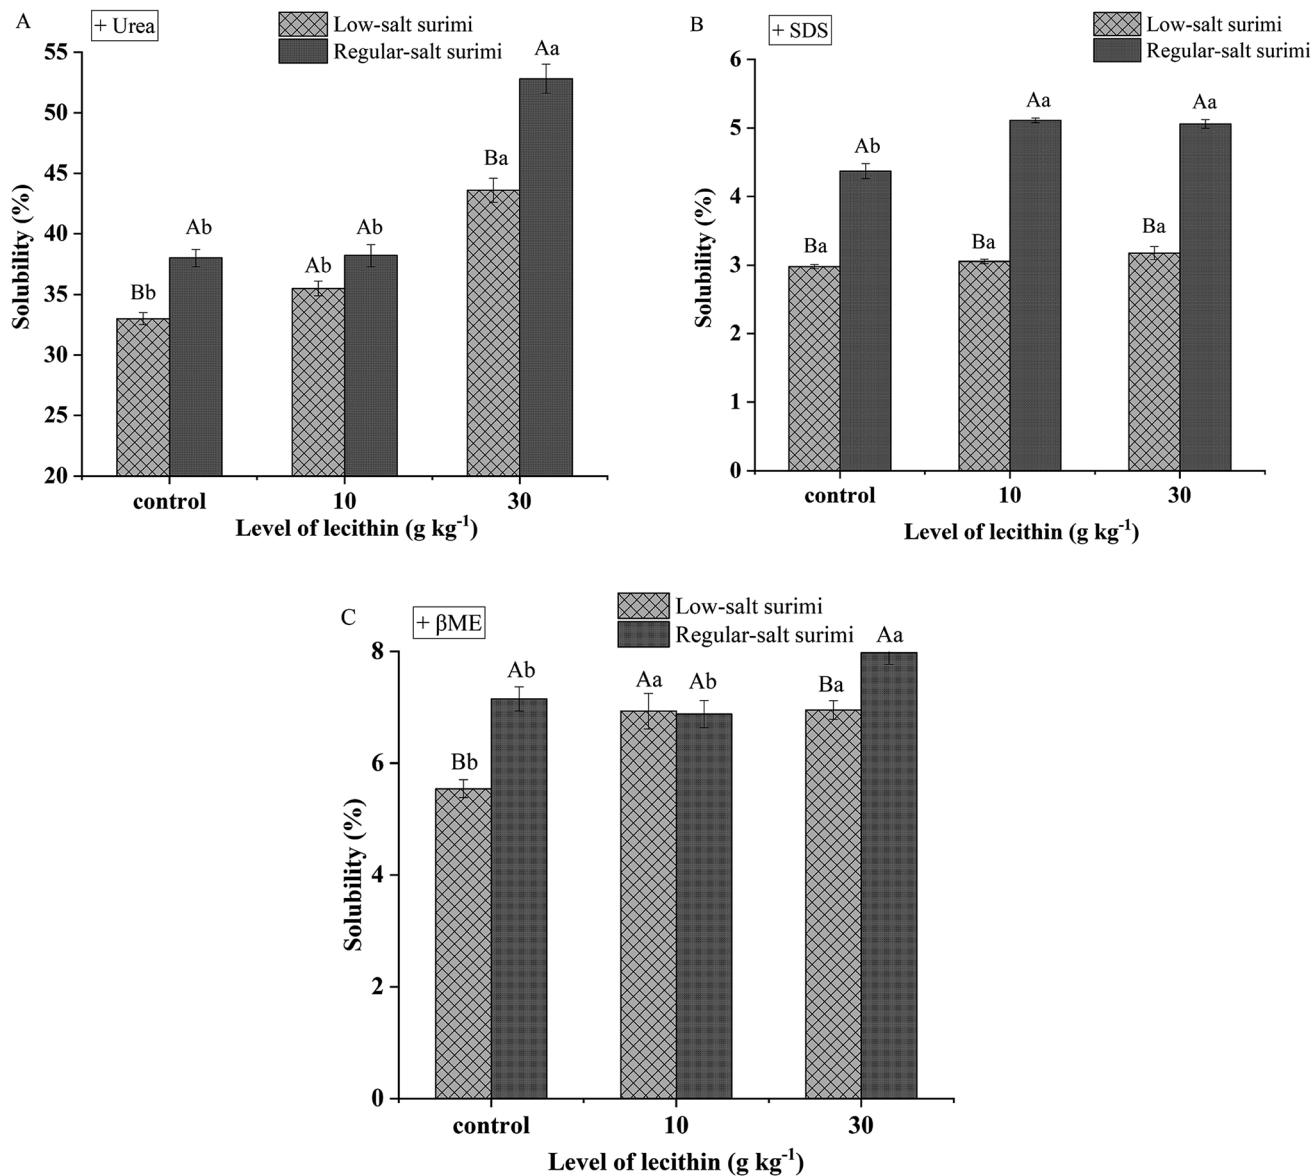 A
+ Urea
Low-salt surimi
Regular-salt surimi
55
50
45
40
35
30
25
20
Solubility (%)
Bb
Ab
Ab
Ab
Ba
Aa
control
10
30
Level of lecithin (g kg⁻¹)
B
+ SDS
Low-salt surimi
Regular-salt surimi
6
5
4
3
2
1
0
Solubility (%)
Ba
Ab
Ba
Aa
Ba
Aa
control
10
30
Level of lecithin (g kg⁻¹)
C
+ βME
Low-salt surimi
Regular-salt surimi
8
6
4
2
0
Solubility (%)
Bb
Ab
Aa
Ab
Ba
Aa
control
10
30
Level of lecithin (g kg⁻¹)